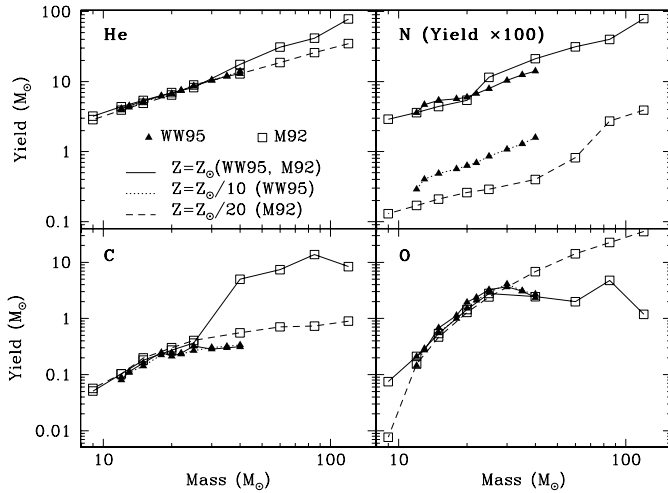 He
N (Yield ×100)
100
10
1
0.1
Yield (M☉)
WW95
M92
Z=Z☉(WW95, M92)
Z=Z☉/10 (WW95)
Z=Z☉/20 (M92)
C
O
10
1
0.1
0.01
Yield (M☉)
10
100
10
100
Mass (M☉)
Mass (M☉)